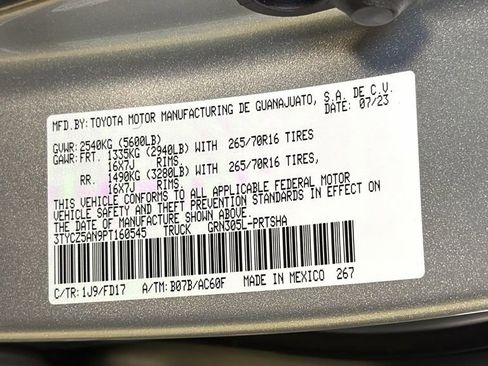 MFD.BY:TOYOTA MOTOR MANUFACTURING DE GUANAJUATO, S.A. DE C.V.
DATE: 07/23
GVWR:2540KG (5600LB)
GAWR:FRT. 1335KG (2940LB) WITH 265/70R16 TIRES
16X7J RIMS.
RR. 1490KG (3280LB) WITH 265/70R16 TIRES,
16X7J RIMS.
THIS VEHICLE CONFORMS TO ALL APPLICABLE FEDERAL MOTOR
VEHICLE SAFETY AND THEFT PREVENTION STANDARDS IN EFFECT ON
THE DATE OF MANUFACTURE SHOWN ABOVE.
3TYCZ5AN9PT160545 TRUCK GRN305L-PRTSHA
C/TR:1J9/FD17 A/TM:B07B/AC60F MADE IN MEXICO 267